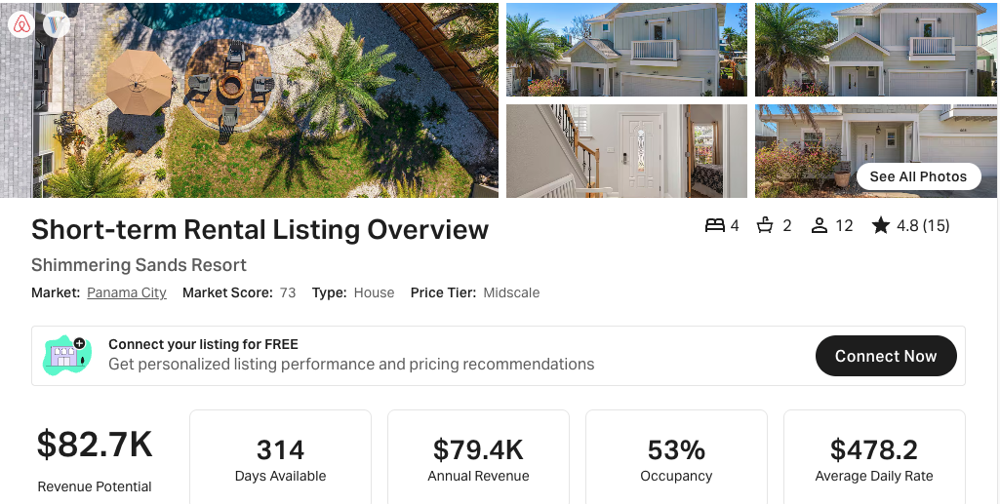 See All Photos
Short-term Rental Listing Overview
4 2 12 4.8 (15)
Shimmering Sands Resort
Market: Panama City Market Score: 73 Type: House Price Tier: Midscale
Connect your listing for FREE
Get personalized listing performance and pricing recommendations
Connect Now
$82.7K
Revenue Potential
314
Days Available
$79.4K
Annual Revenue
53%
Occupancy
$478.2
Average Daily Rate